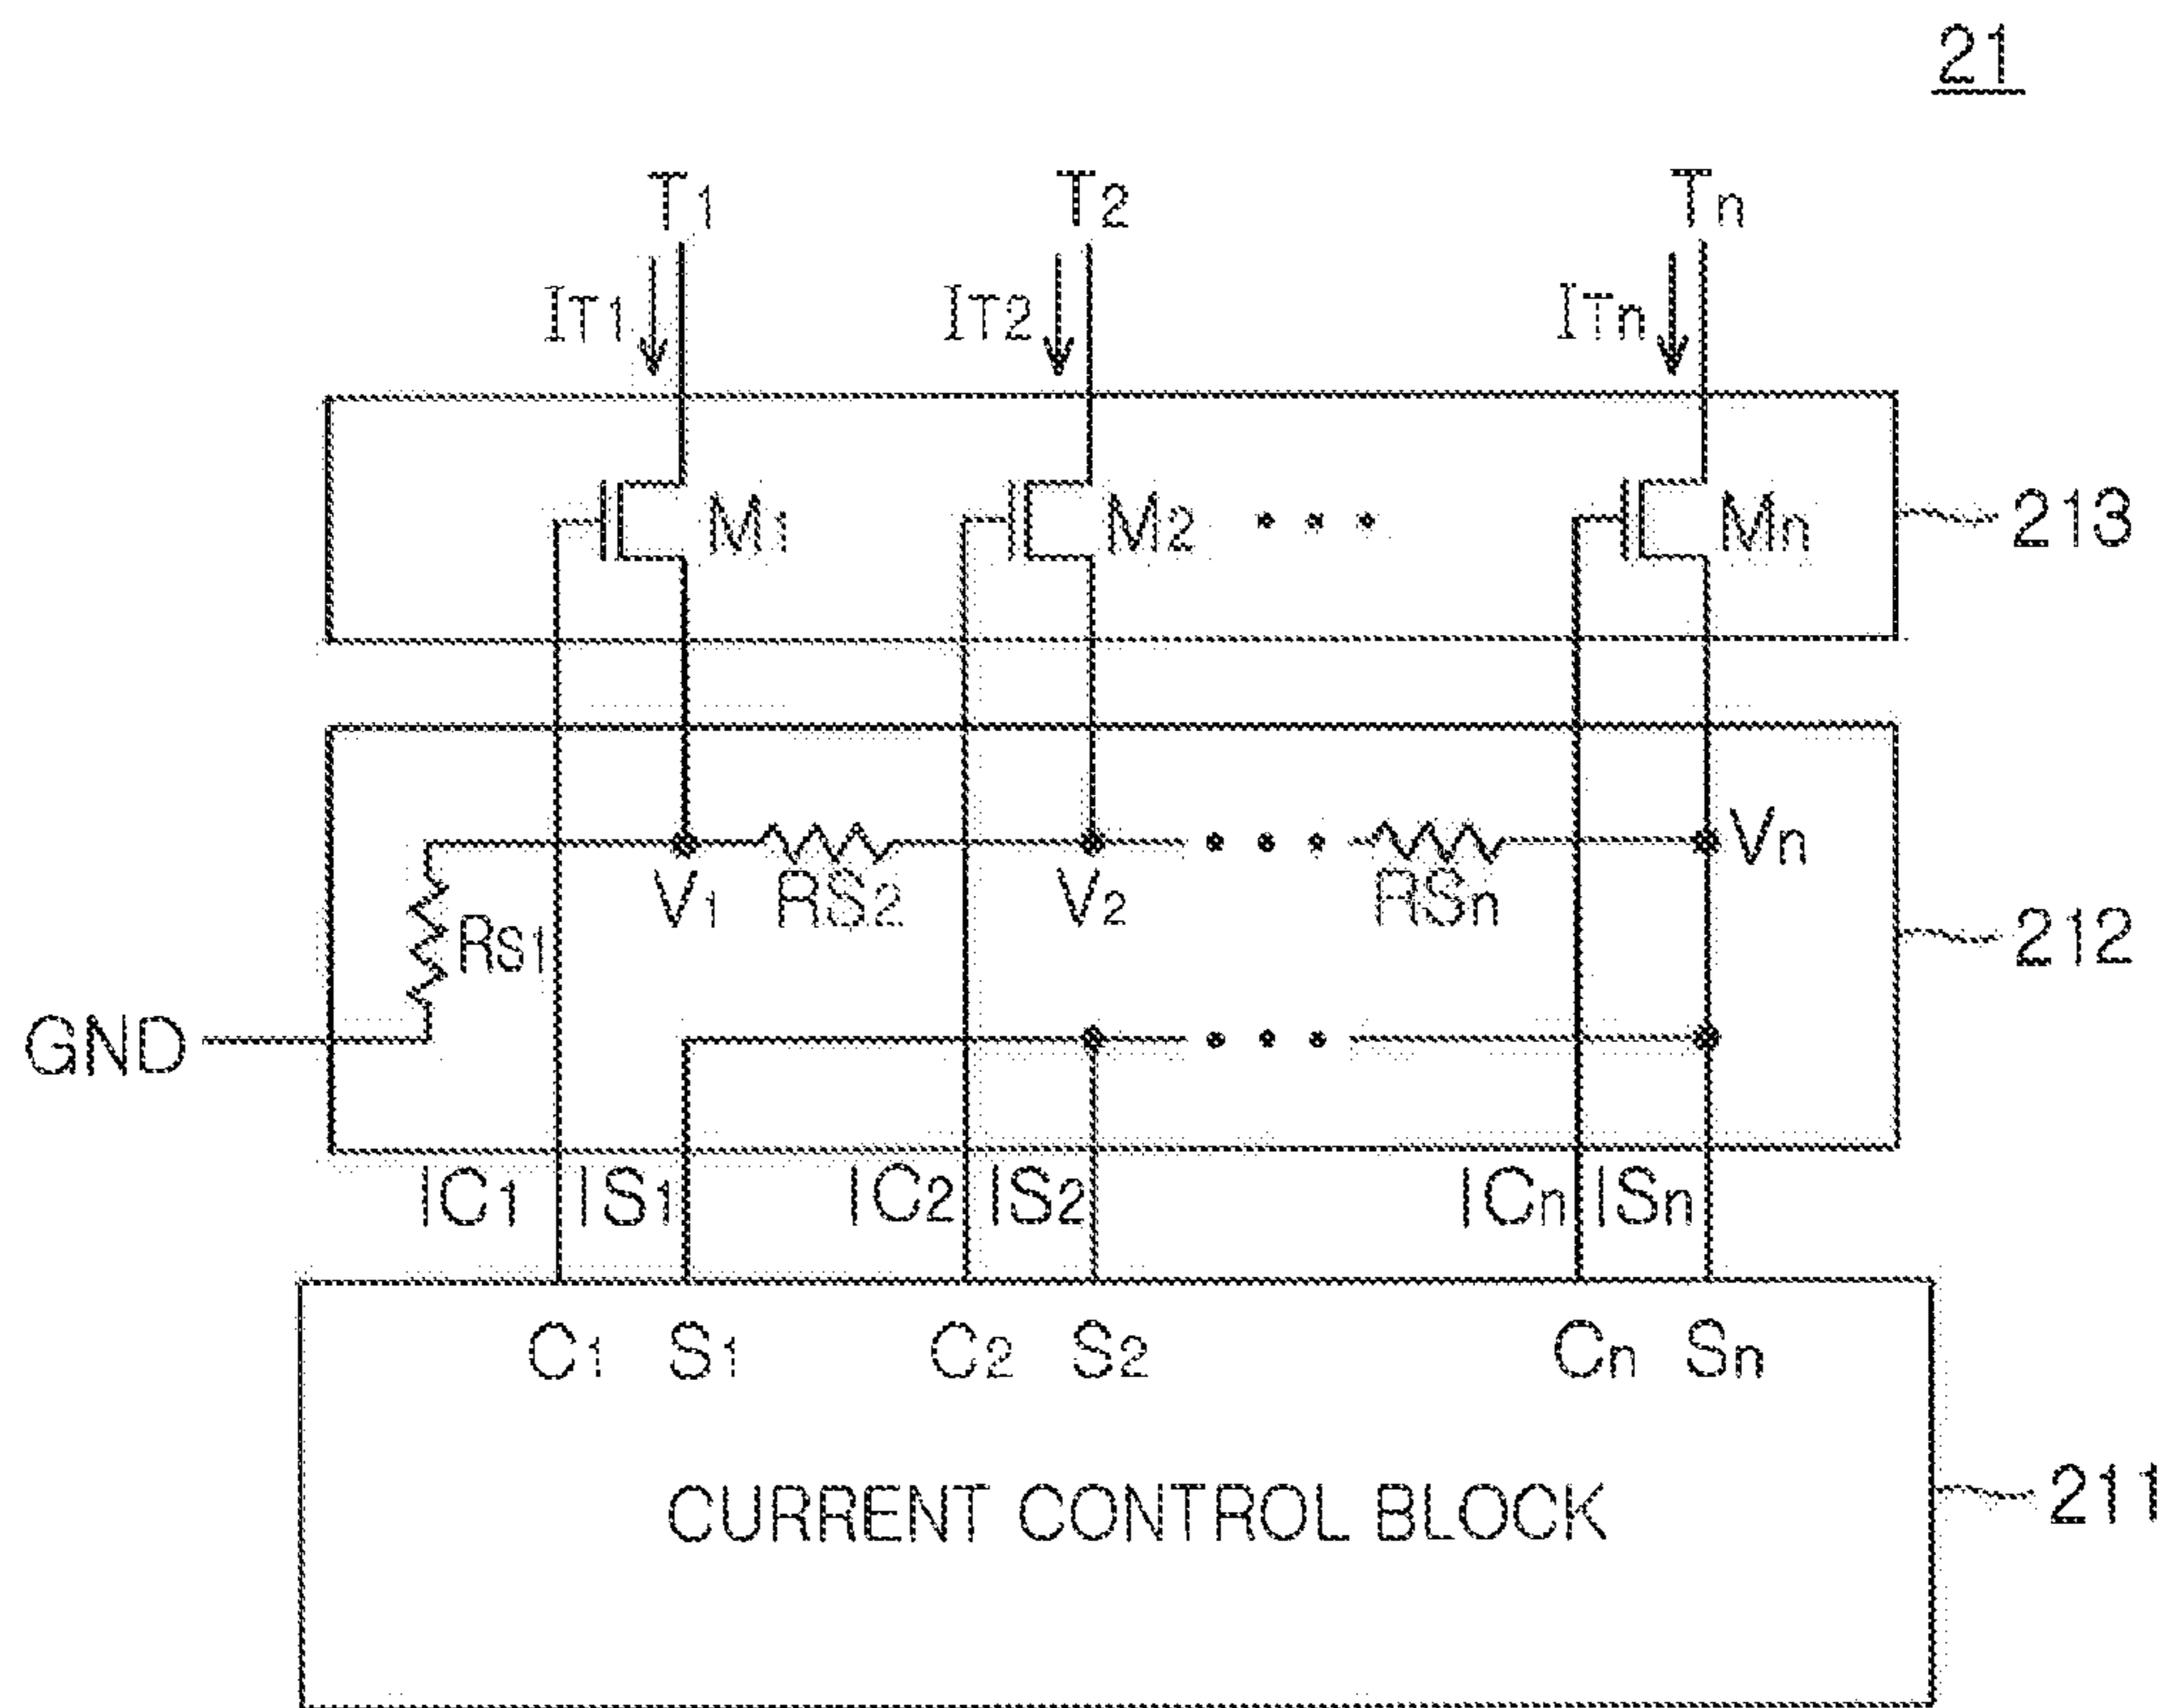 21
T1 T2 Tn
IT1 IT2 ITn
M1 M2 Mn 213
Vn
V1 RS2 V2 RSn
RS1 212
GND
IC1 IS1 IC2 IS2 ICn ISn
C1 S1 C2 S2 Cn Sn
CURRENT CONTROL BLOCK 211